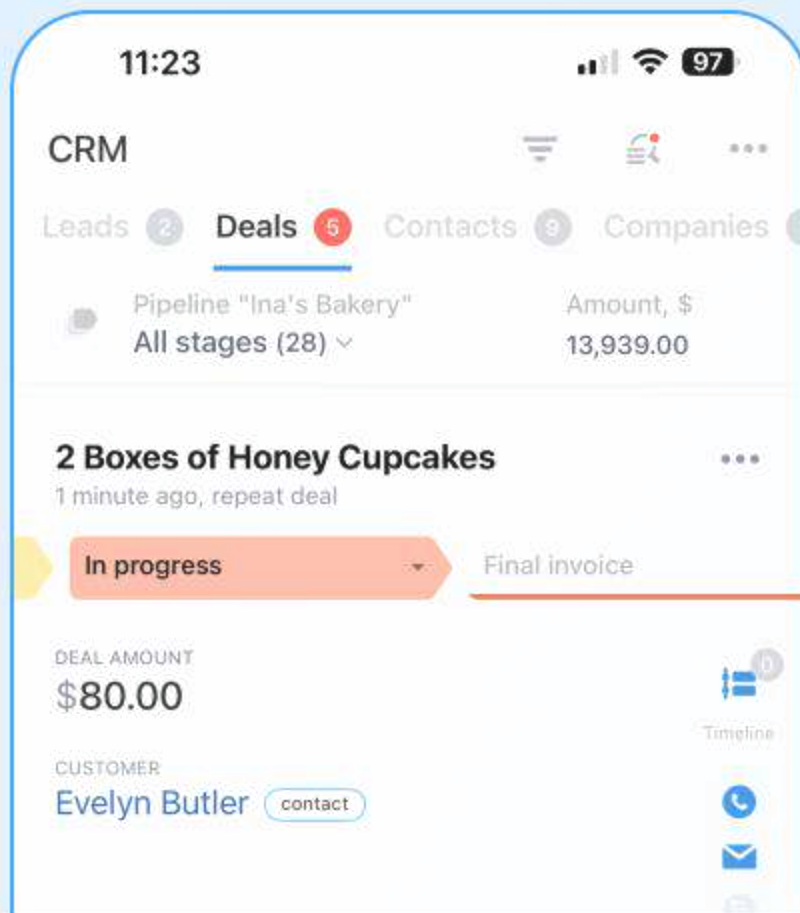 11:23 97
CRM
Leads 2 Deals 5 Contacts 9 Companies
Pipeline "Ina's Bakery" Amount, $
All stages (28) 13,939.00
2 Boxes of Honey Cupcakes
1 minute ago, repeat deal
In progress Final invoice
DEAL AMOUNT
$80.00
0
Timeline
CUSTOMER
Evelyn Butler contact